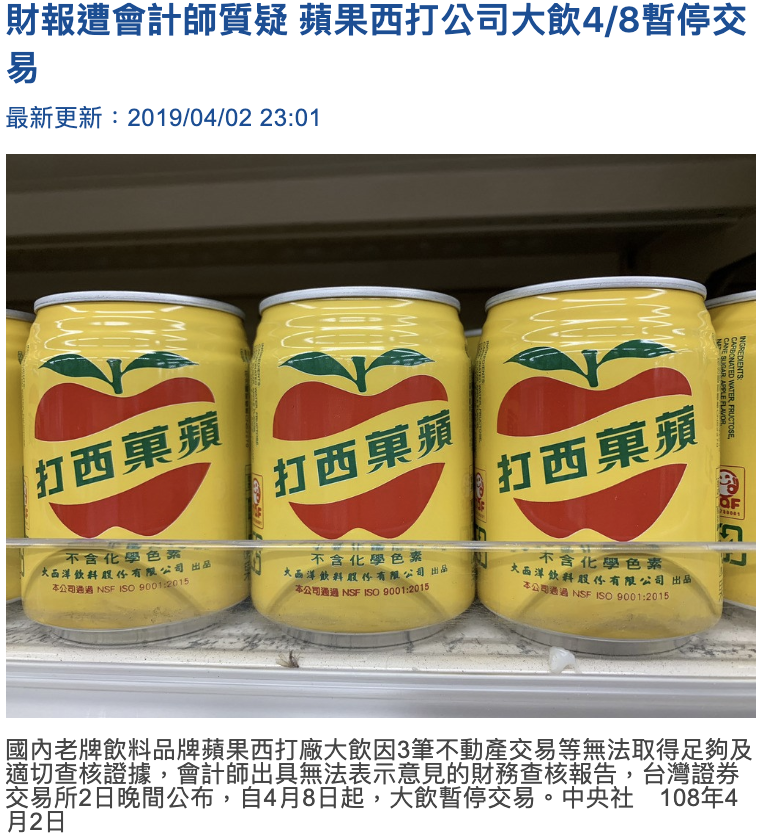 財報遭會計師質疑 蘋果西打公司大飲4/8暫停交
易
最新更新：2019/04/02 23:01
打西菓蘋
不含化學色素
大西洋飲料股份有限公司 出品
本公司通過 NSF ISO 9001:2015
打西菓蘋
不含化學色素
大西洋飲料股份有限公司 出品
本公司通過 NSF ISO 9001:2015
打西菓蘋
不含化學色素
大西洋飲料股份有限公司 出品
本公司通過 NSF ISO 9001:2015
INGREDIENTS:
CARBONATED WATER, FRUCTOSE,
CANE SUGAR, APPLE FLAVOR,
國內老牌飲料品牌蘋果西打廠大飲因3筆不動產交易等無法取得足夠及
適切查核證據，會計師出具無法表示意見的財務查核報告，台灣證券
交易所2日晚間公布，自4月8日起，大飲暫停交易。中央社　108年4
月2日